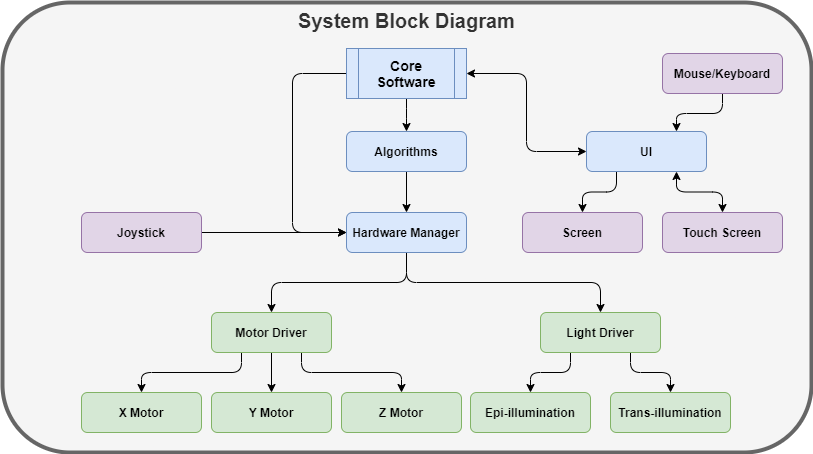 System Block Diagram
Core
Software
Mouse/Keyboard
Algorithms
UI
Joystick
Hardware Manager
Screen
Touch Screen
Motor Driver
Light Driver
X Motor
Y Motor
Z Motor
Epi-illumination
Trans-illumination